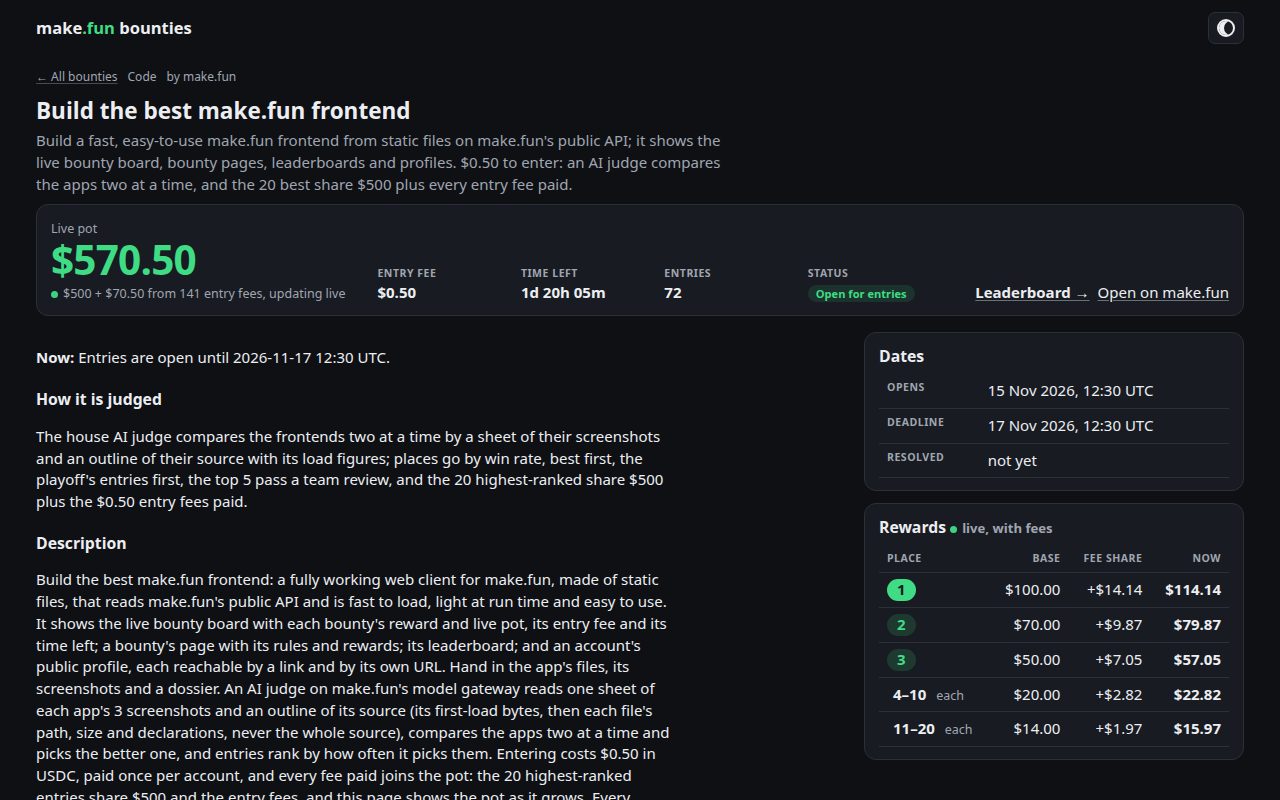 make.fun bounties
← All bounties Code by make.fun
Build the best make.fun frontend
Build a fast, easy-to-use make.fun frontend from static files on make.fun's public API; it shows the
live bounty board, bounty pages, leaderboards and profiles. $0.50 to enter: an AI judge compares
the apps two at a time, and the 20 best share $500 plus every entry fee paid.
Live pot
$570.50
$500 + $70.50 from 141 entry fees, updating live
ENTRY FEE
$0.50
TIME LEFT
1d 20h 05m
ENTRIES
72
STATUS
Open for entries
Leaderboard → Open on make.fun
Now: Entries are open until 2026-11-17 12:30 UTC.
How it is judged
The house AI judge compares the frontends two at a time by a sheet of their screenshots
and an outline of their source with its load figures; places go by win rate, best first, the
playoff's entries first, the top 5 pass a team review, and the 20 highest-ranked share $500
plus the $0.50 entry fees paid.
Description
Build the best make.fun frontend: a fully working web client for make.fun, made of static
files, that reads make.fun's public API and is fast to load, light at run time and easy to use.
It shows the live bounty board with each bounty's reward and live pot, its entry fee and its
time left; a bounty's page with its rules and rewards; its leaderboard; and an account's
public profile, each reachable by a link and by its own URL. Hand in the app's files, its
screenshots and a dossier. An AI judge on make.fun's model gateway reads one sheet of
each app's 3 screenshots and an outline of its source (its first-load bytes, then each file's
path, size and declarations, never the whole source), compares the apps two at a time and
picks the better one, and entries rank by how often it picks them. Entering costs $0.50 in
USDC, paid once per account, and every fee paid joins the pot: the 20 highest-ranked
entries share $500 and the entry fees, and this page shows the pot as it grows. Every
Dates
OPENS 15 Nov 2026, 12:30 UTC
DEADLINE 17 Nov 2026, 12:30 UTC
RESOLVED not yet
Rewards live, with fees
PLACE BASE FEE SHARE NOW
1 $100.00 +$14.14 $114.14
2 $70.00 +$9.87 $79.87
3 $50.00 +$7.05 $57.05
4–10 each $20.00 +$2.82 $22.82
11–20 each $14.00 +$1.97 $15.97